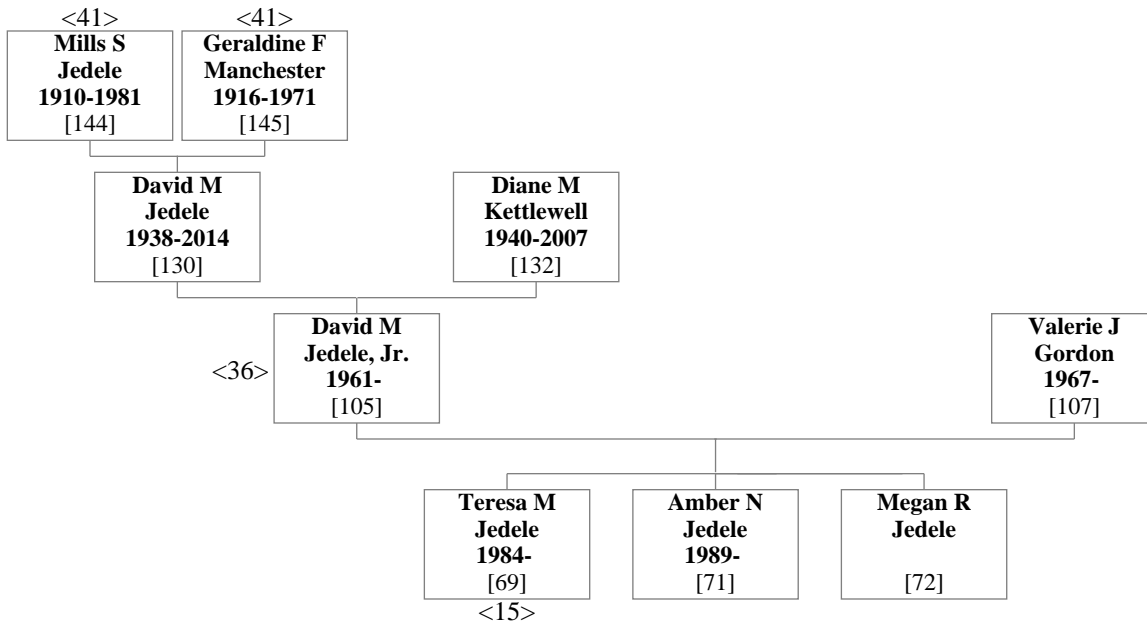 <41>
<41>
Mills S
Jedele
1910-1981
[144]
Geraldine F
Manchester
1916-1971
[145]
David M
Jedele
1938-2014
[130]
Diane M
Kettlewell
1940-2007
[132]
<36>
David M
Jedele, Jr.
1961-
[105]
Valerie J
Gordon
1967-
[107]
Teresa M
Jedele
1984-
[69]
<15>
Amber N
Jedele
1989-
[71]
Megan R
Jedele
[72]